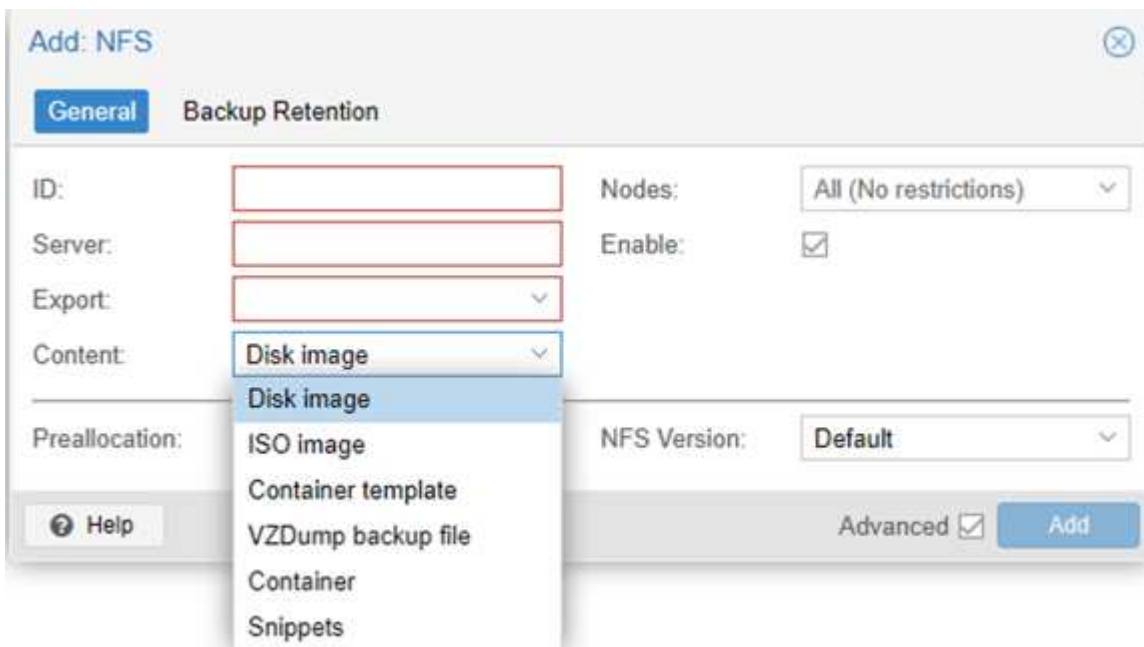 Add: NFS
General Backup Retention
ID: Nodes: All (No restrictions)
Server: Enable:
Export:
Content: Disk image
Disk image
Preallocation: NFS Version: Default
ISO image
Container template
Help Advanced Add
VZDump backup file
Container
Snippets